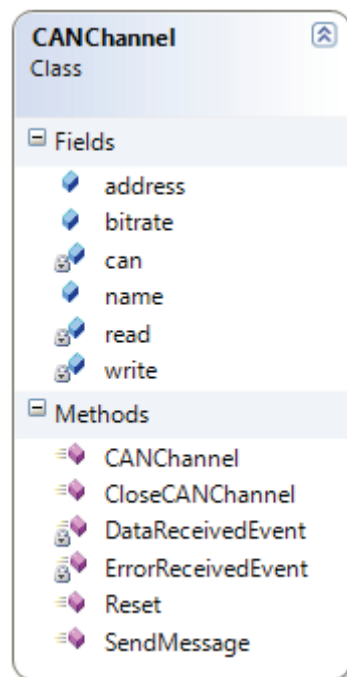 CANChannel
Class
Fields
address
bitrate
can
name
read
write
Methods
CANChannel
CloseCANChannel
DataReceivedEvent
ErrorReceivedEvent
Reset
SendMessage